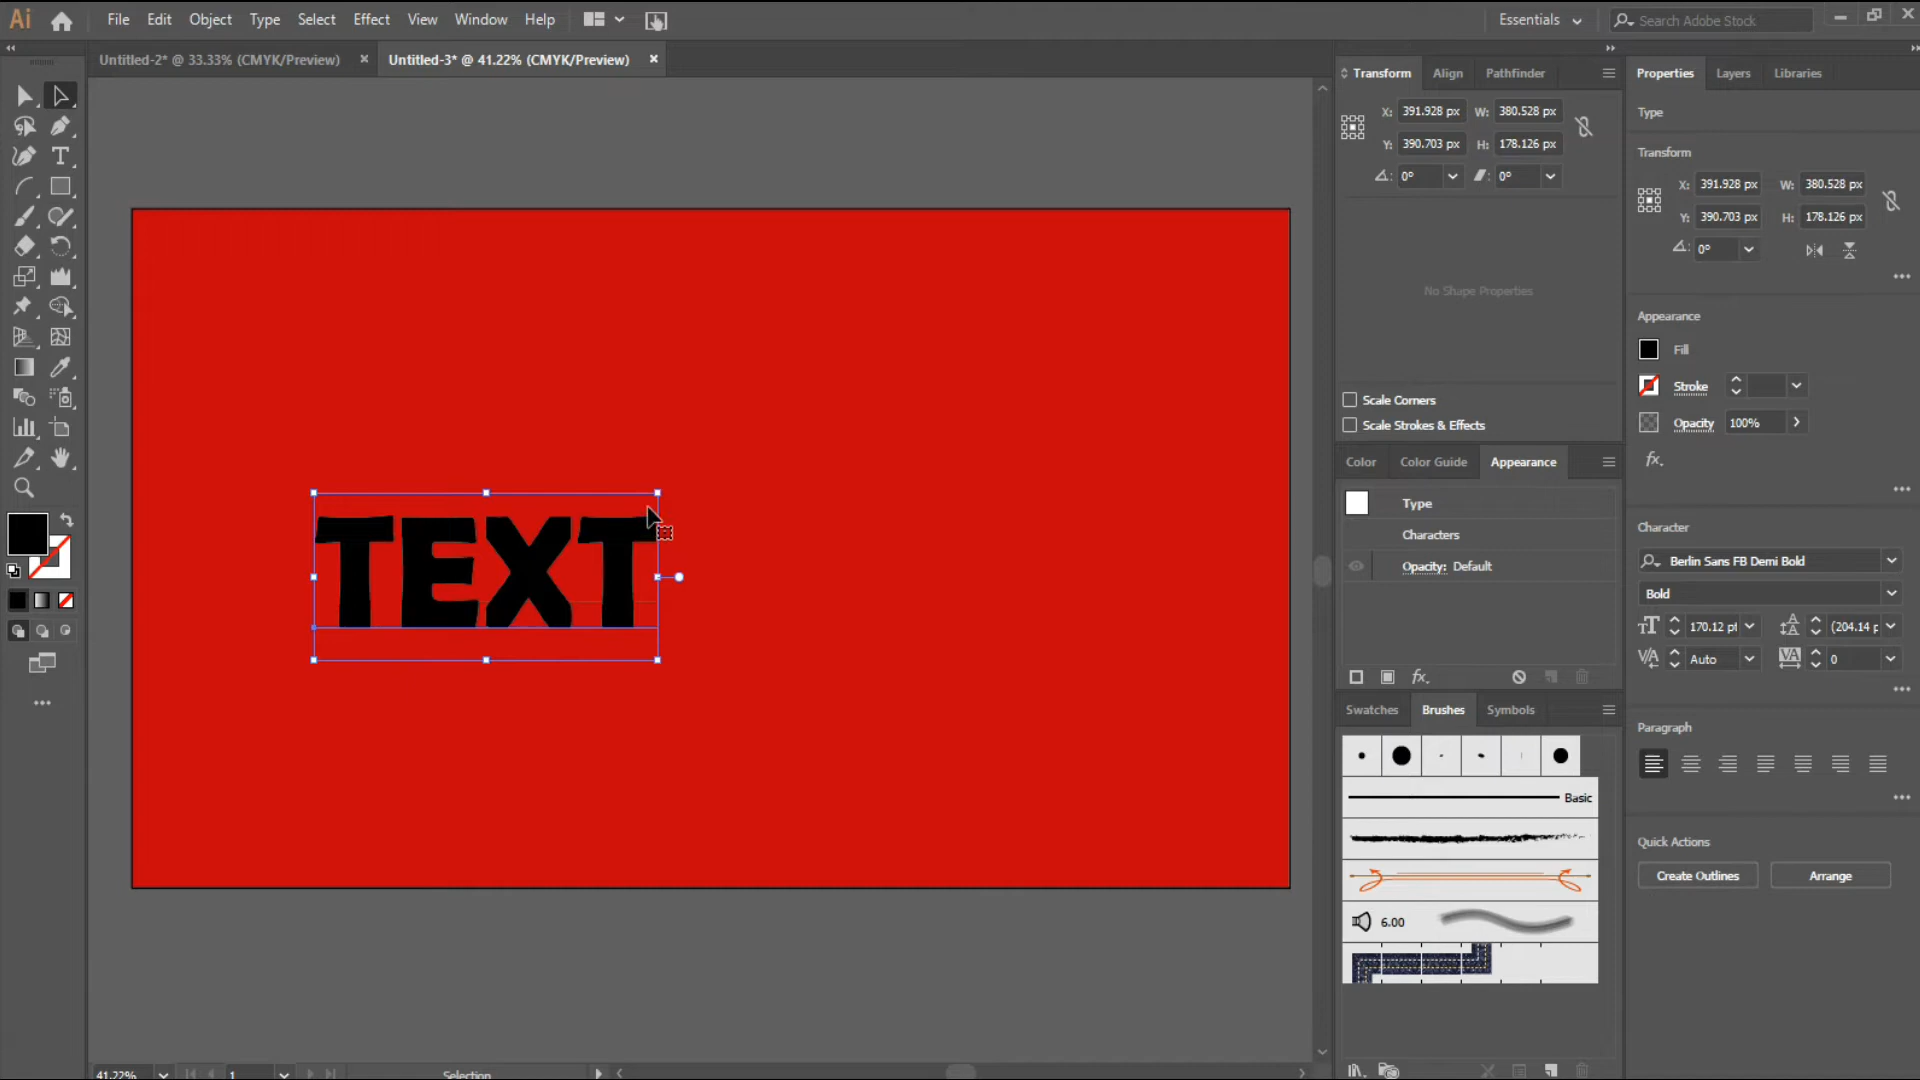 Ai File Edit Object Type Select Effect View Window Help Essentials Search Adobe Stock
Untitled-2* @ 33.33% (CMYK/Preview) × Untitled-3* @ 41.22% (CMYK/Preview) ×
Transform Align Pathfinder
X: 391.928 px W: 380.528 px
Y: 390.703 px H: 178.126 px
0° 0°
No Shape Properties
Scale Corners
Scale Strokes & Effects
Color Color Guide Appearance
Type
Characters
Opacity: Default
fx.
Swatches Brushes Symbols
Basic
6.00
Properties Layers Libraries
Type
Transform
X: 391.928 px W: 380.528 px
Y: 390.703 px H: 178.126 px
0°
Appearance
Fill
Stroke
Opacity 100%
fx.
Character
Berlin Sans FB Demi Bold
Bold
170.12 pt (204.14 p
Auto 0
Paragraph
Quick Actions
Create Outlines Arrange
TEXT
41.22% 1 Selection